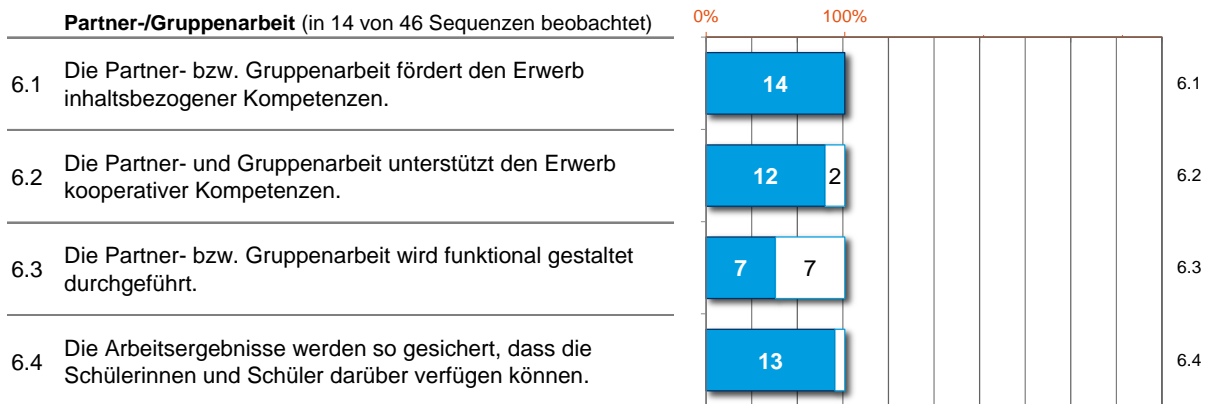 Partner-/Gruppenarbeit (in 14 von 46 Sequenzen beobachtet)
0% 100%
6.1 Die Partner- bzw. Gruppenarbeit fördert den Erwerb
inhaltsbezogener Kompetenzen.
14
6.1
6.2 Die Partner- und Gruppenarbeit unterstützt den Erwerb
kooperativer Kompetenzen.
12 2
6.2
6.3 Die Partner- bzw. Gruppenarbeit wird funktional gestaltet
durchgeführt.
7 7
6.3
6.4 Die Arbeitsergebnisse werden so gesichert, dass die
Schülerinnen und Schüler darüber verfügen können.
13
6.4